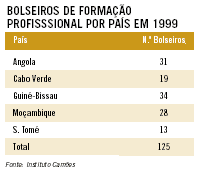 BOLSEIROS DE FORMAÇÃO
PROFISSSIONAL POR PAÍS EM 1999
País N.º Bolseiros
Angola 31
Cabo Verde 19
Guiné-Bissau 34
Moçambique 28
S. Tomé 13
Total 125
Fonte: Instituto Camões